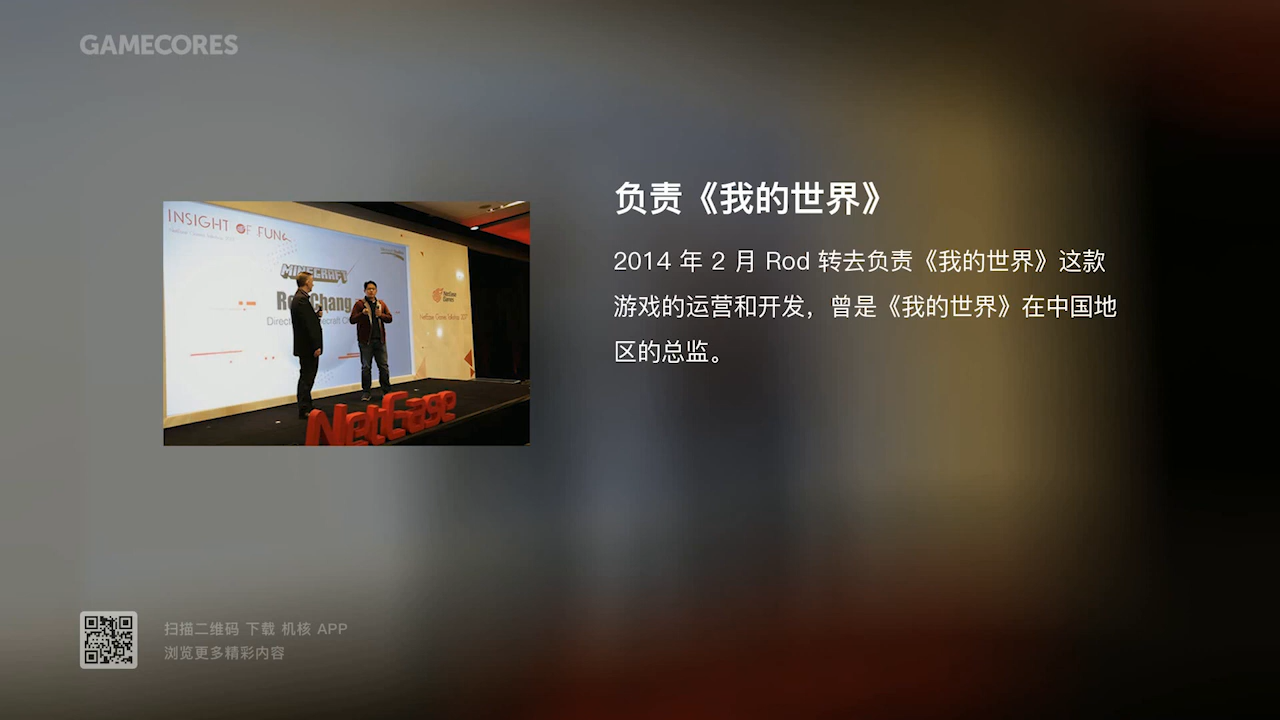 GAMECORES
INSIGHT OF FUN
MINECRAFT
Chang
NetEase
负责《我的世界》
2014 年 2 月 Rod 转去负责《我的世界》这款
游戏的运营和开发，曾是《我的世界》在中国地
区的总监。
扫描二维码 下载 机核 APP
浏览更多精彩内容